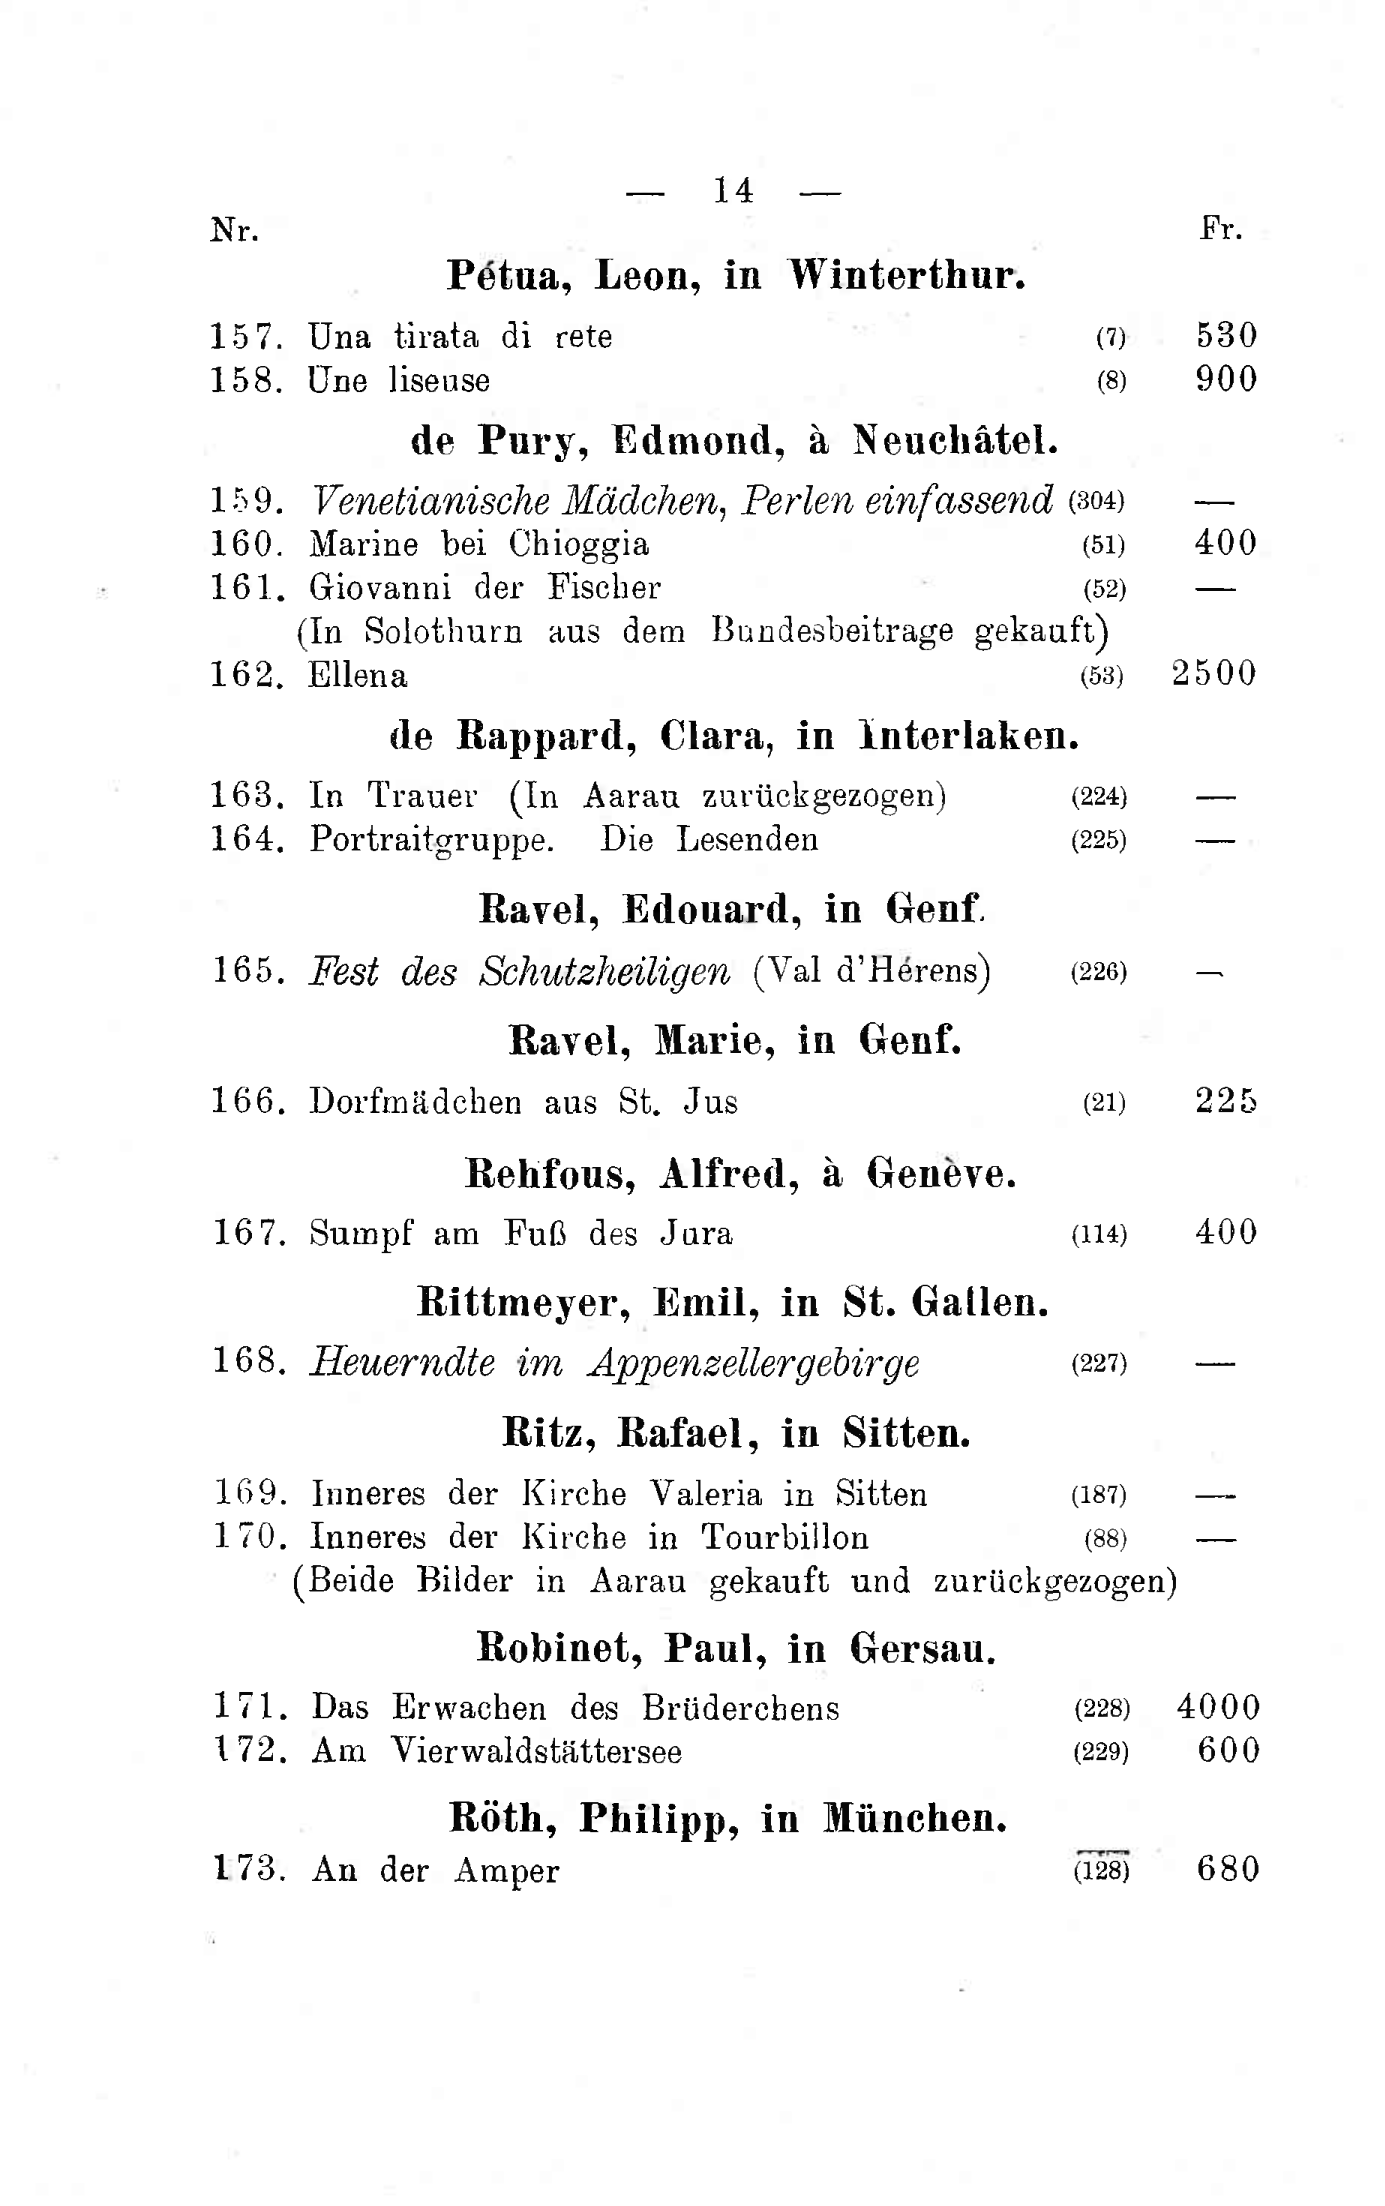 — 14 —
Nr. Fr.
Pétua, Leon, in Winterthur.
157. Una tirata di rete (7) 530
158. Une liseuse (8) 900
de Pury, Edmond, à Neuchâtel.
159. Venetianische Mädchen, Perlen einfassend (304) —
160. Marine bei Chioggia (51) 400
161. Giovanni der Fischer (52) —
(In Solothurn aus dem Bundesbeitrage gekauft)
162. Ellena (53) 2500
de Rappard, Clara, in Interlaken.
163. In Trauer (In Aarau zurückgezogen) (224) —
164. Portraitgruppe. Die Lesenden (225) —
Ravel, Edouard, in Genf.
165. Fest des Schutzheiligen (Val d'Hérens) (226) —
Ravel, Marie, in Genf.
166. Dorfmädchen aus St. Jus (21) 225
Rehfous, Alfred, à Genève.
167. Sumpf am Fuß des Jura (114) 400
Rittmeyer, Emil, in St. Gallen.
168. Heuerndte im Appenzellergebirge (227) —
Ritz, Rafael, in Sitten.
169. Inneres der Kirche Valeria in Sitten (187) —
170. Inneres der Kirche in Tourbillon (88) —
(Beide Bilder in Aarau gekauft und zurückgezogen)
Robinet, Paul, in Gersau.
171. Das Erwachen des Brüderchens (228) 4000
172. Am Vierwaldstättersee (229) 600
Röth, Philipp, in München.
173. An der Amper (128) 680